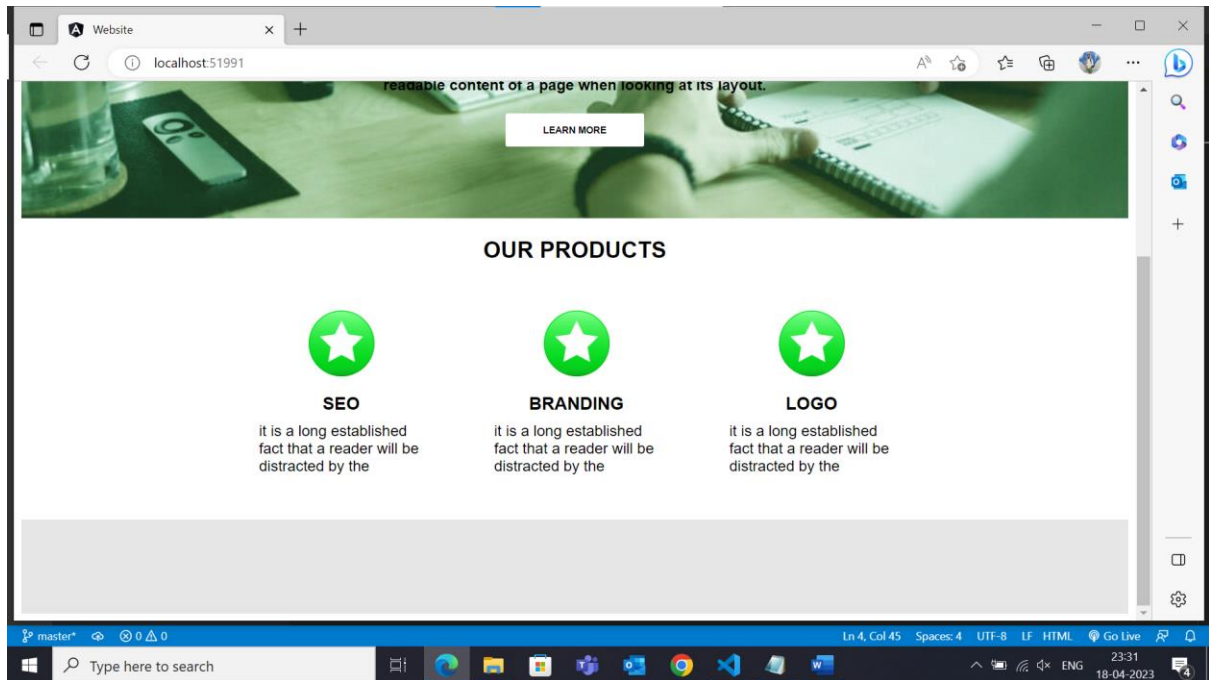 Website
localhost:51991
readable content of a page when looking at its layout.
LEARN MORE
OUR PRODUCTS
SEO
BRANDING
LOGO
it is a long established
fact that a reader will be
distracted by the
it is a long established
fact that a reader will be
distracted by the
it is a long established
fact that a reader will be
distracted by the
master* 0 0
Ln 4, Col 45 Spaces: 4 UTF-8 LF HTML Go Live
Type here to search
ENG
23:31
18-04-2023
4